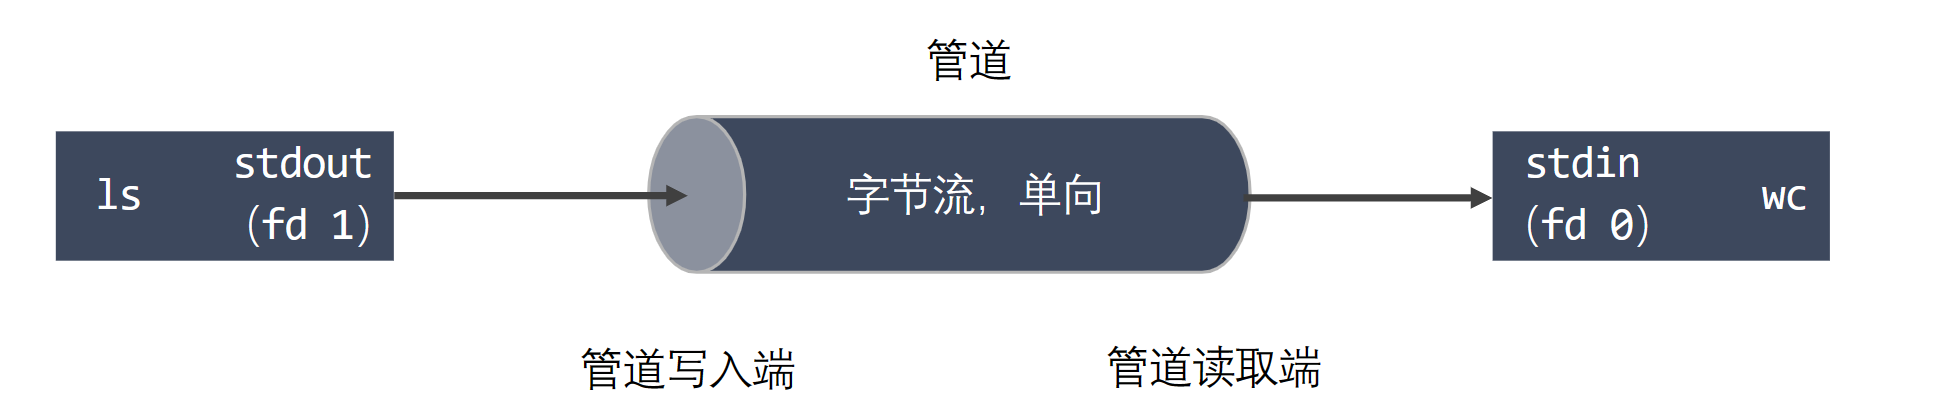 管道
ls
stdout
(fd 1)
字节流，单向
stdin
(fd 0)
wc
管道写入端
管道读取端